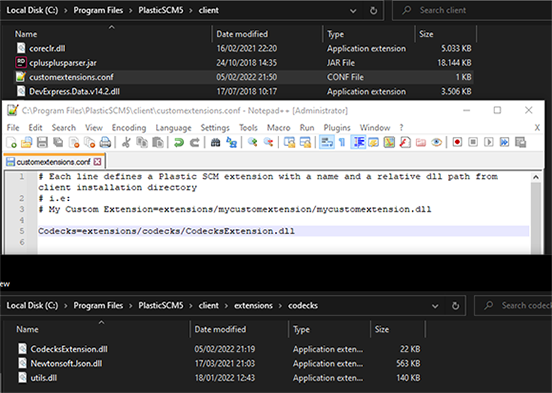 Local Disk (C:) > Program Files > PlasticSCM5 > client
Search client
Name Date modified Type Size
coreclr.dll 16/02/2021 22:20 Application extension 5.033 KB
cplusplusparser.jar 24/10/2018 14:35 JAR File 18.144 KB
customextensions.conf 05/02/2022 21:50 CONF File 1 KB
DevExpress.Data.v14.2.dll 17/07/2018 10:17 Application extension 3.506 KB
C:\Program Files\PlasticSCM5\client\customextensions.conf - Notepad++ [Administrator]
File Edit Search View Encoding Language Settings Tools Macro Run Plugins Window ?
customextensions.conf
1 # Each line defines a Plastic SCM extension with a name and a relative dll path from
client installation directory
2 # i.e:
3 # My Custom Extension=extensions/mycustomextension/mycustomextension.dll
4
5 Codecks=extensions/codecks/CodecksExtension.dll
6
ew
Local Disk (C:) > Program Files > PlasticSCM5 > client > extensions > codecks
Search codeck
Name Date modified Type Size
CodecksExtension.dll 05/02/2022 21:19 Application exten... 22 KB
Newtonsoft.Json.dll 17/03/2021 21:03 Application exten... 563 KB
utils.dll 18/01/2022 12:43 Application exten... 140 KB